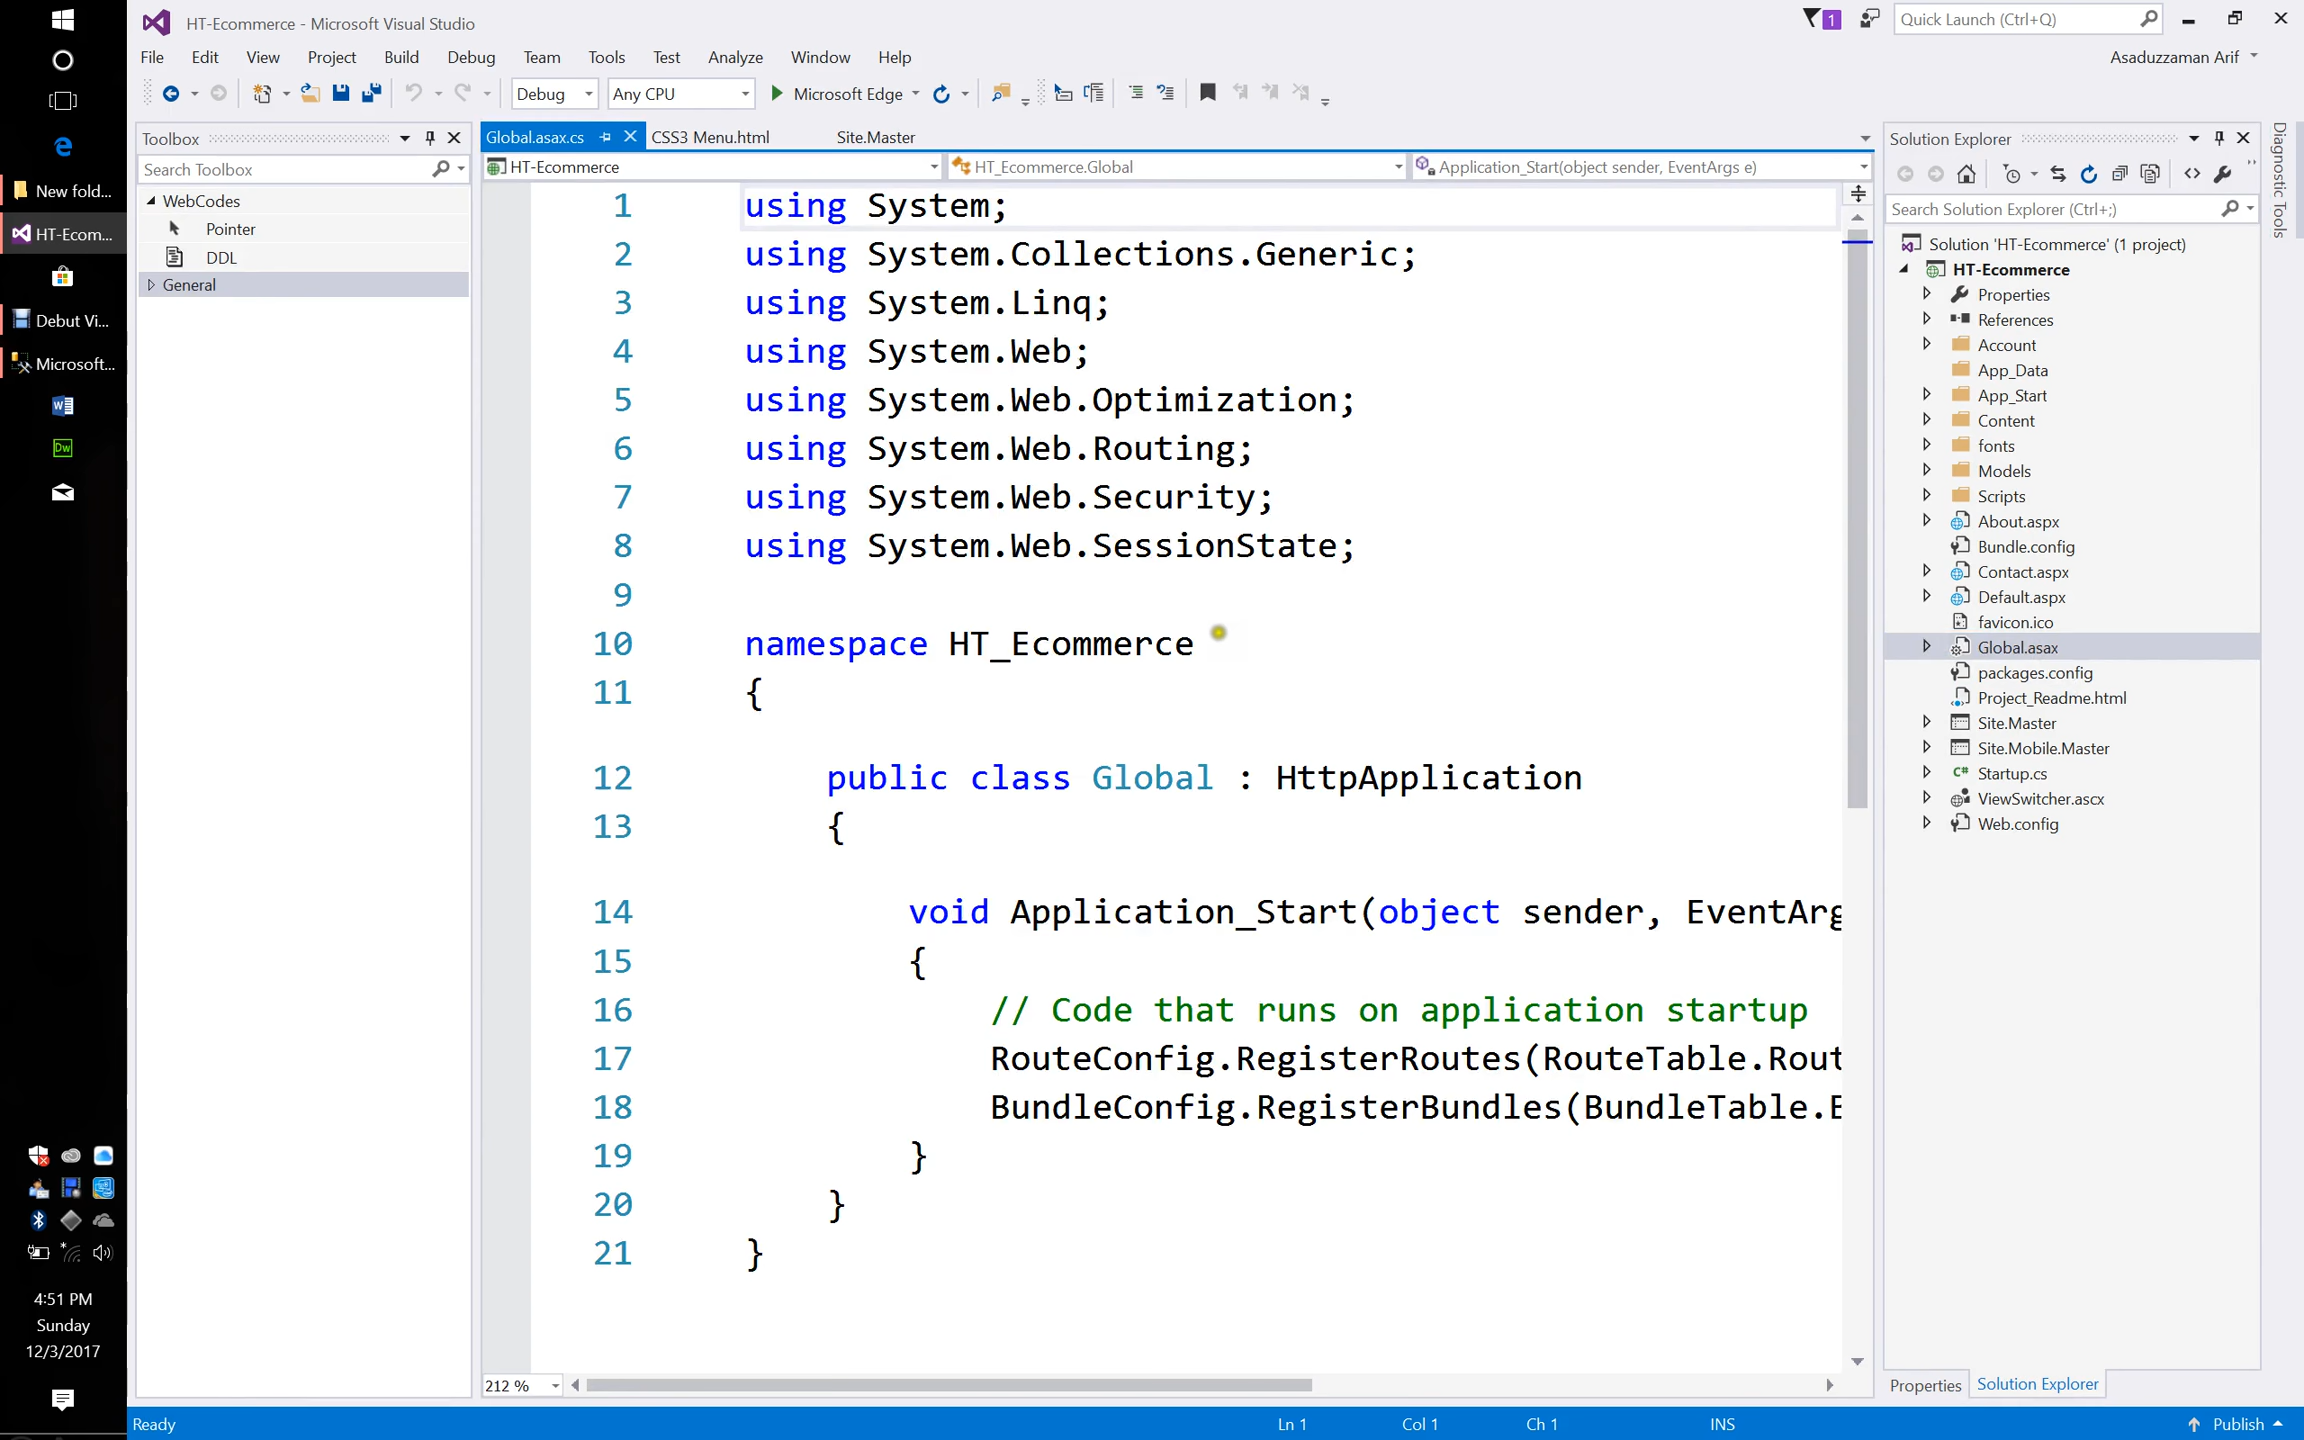 HT-Ecommerce - Microsoft Visual Studio
1
Quick Launch (Ctrl+Q)
File Edit View Project Build Debug Team Tools Test Analyze Window Help
Asaduzzaman Arif
Debug
Any CPU
Microsoft Edge
New fold...
HT-Ecom...
Debut Vi...
Microsoft...
Dw
4:51 PM
Sunday
12/3/2017
Toolbox
Search Toolbox
WebCodes
Pointer
DDL
General
Global.asax.cs
CSS3 Menu.html
Site.Master
HT-Ecommerce
HT_Ecommerce.Global
Application_Start(object sender, EventArgs e)
1 using System;
2 using System.Collections.Generic;
3 using System.Linq;
4 using System.Web;
5 using System.Web.Optimization;
6 using System.Web.Routing;
7 using System.Web.Security;
8 using System.Web.SessionState;
9
10 namespace HT_Ecommerce
11 {
12 public class Global : HttpApplication
13 {
14 void Application_Start(object sender, EventArg
15 {
16 // Code that runs on application startup
17 RouteConfig.RegisterRoutes(RouteTable.Rout
18 BundleConfig.RegisterBundles(BundleTable.
19 }
20 }
21 }
212 %
Solution Explorer
Search Solution Explorer (Ctrl+;)
Solution 'HT-Ecommerce' (1 project)
HT-Ecommerce
Properties
References
Account
App_Data
App_Start
Content
fonts
Models
Scripts
About.aspx
Bundle.config
Contact.aspx
Default.aspx
favicon.ico
Global.asax
packages.config
Project_Readme.html
Site.Master
Site.Mobile.Master
C# Startup.cs
ViewSwitcher.ascx
Web.config
Properties
Solution Explorer
Diagnostic Tools
Ready
Ln 1
Col 1
Ch 1
INS
Publish